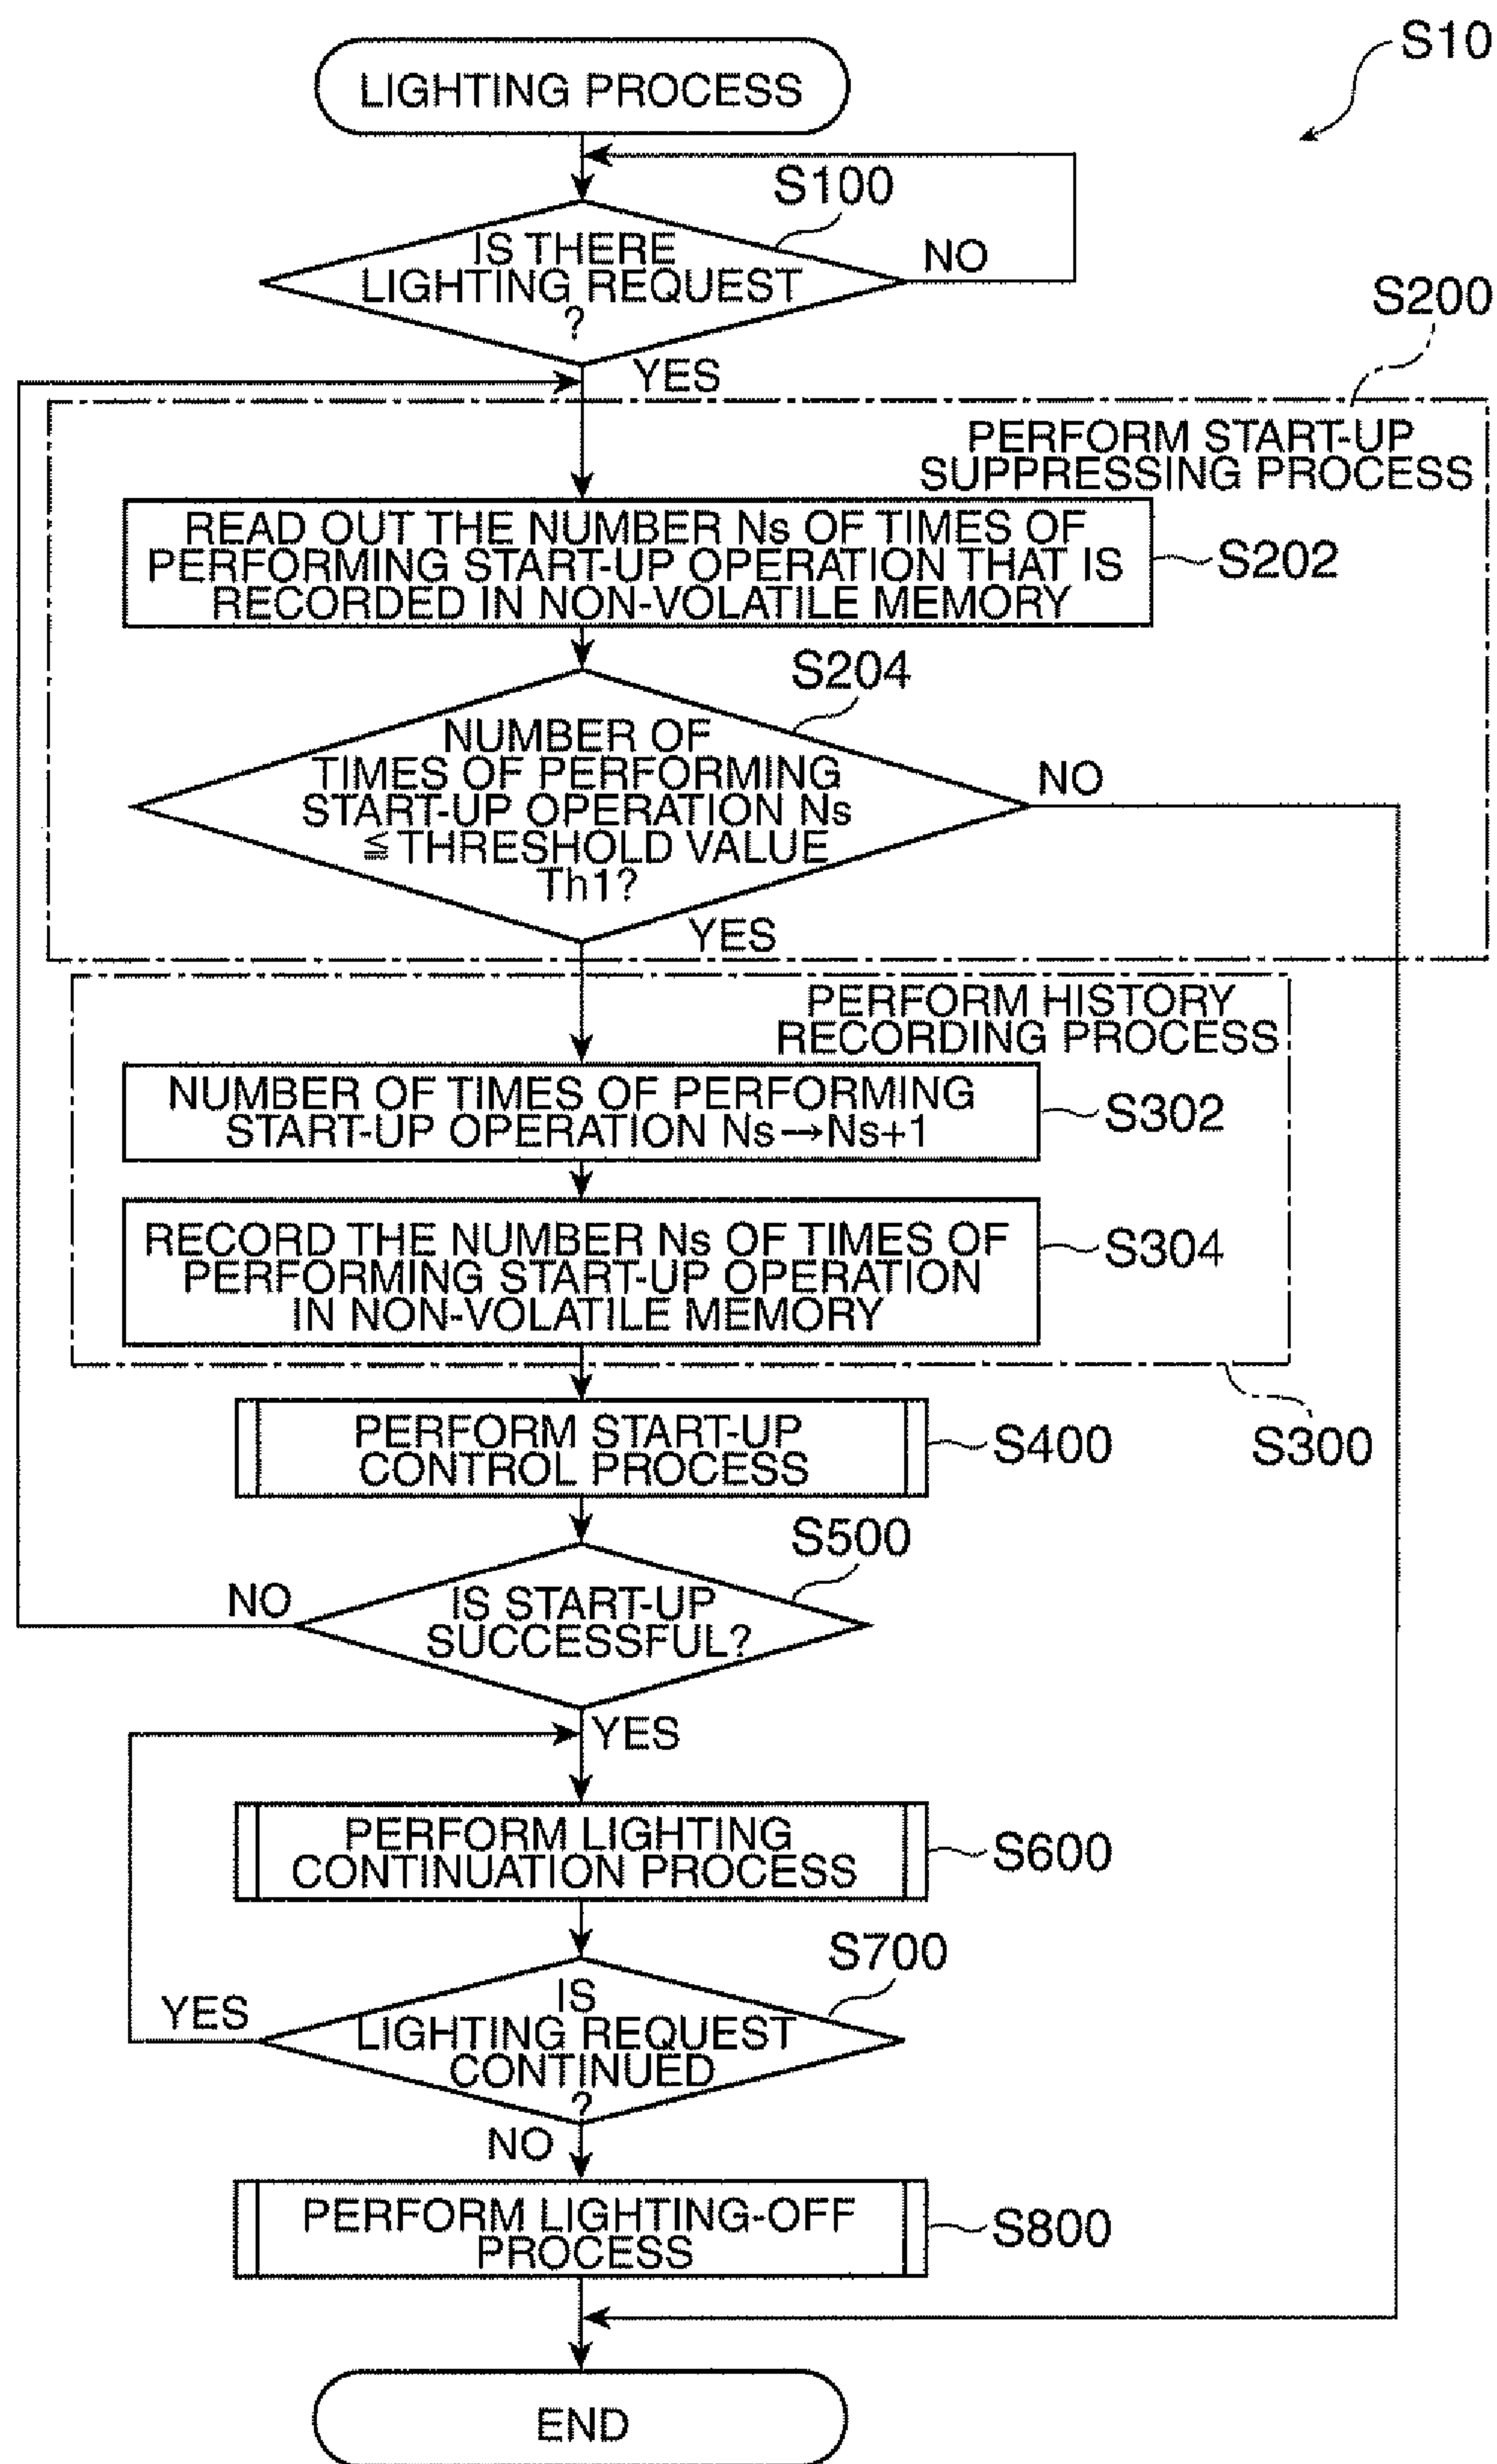 S10
LIGHTING PROCESS
S100
IS THERE
LIGHTING REQUEST
?
NO
YES
S200
PERFORM START-UP
SUPPRESSING PROCESS
READ OUT THE NUMBER Ns OF TIMES OF
PERFORMING START-UP OPERATION THAT IS
RECORDED IN NON-VOLATILE MEMORY
S202
S204
NUMBER OF
TIMES OF PERFORMING
START-UP OPERATION Ns
≦ THRESHOLD VALUE
Th1?
NO
YES
PERFORM HISTORY
RECORDING PROCESS
NUMBER OF TIMES OF PERFORMING
START-UP OPERATION Ns→Ns+1
S302
RECORD THE NUMBER Ns OF TIMES OF
PERFORMING START-UP OPERATION
IN NON-VOLATILE MEMORY
S304
S300
PERFORM START-UP
CONTROL PROCESS
S400
S500
IS START-UP
SUCCESSFUL?
NO
YES
PERFORM LIGHTING
CONTINUATION PROCESS
S600
S700
IS
LIGHTING REQUEST
CONTINUED
?
YES
NO
PERFORM LIGHTING-OFF
PROCESS
S800
END